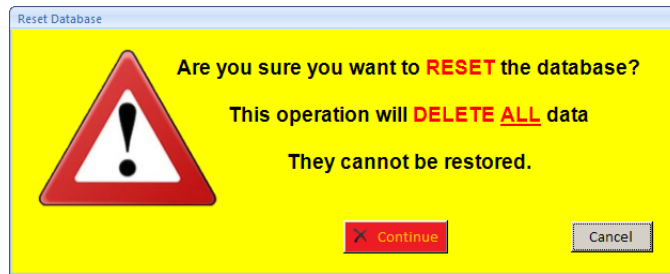 Reset Database
Are you sure you want to RESET the database?
This operation will DELETE ALL data
They cannot be restored.
Continue
Cancel